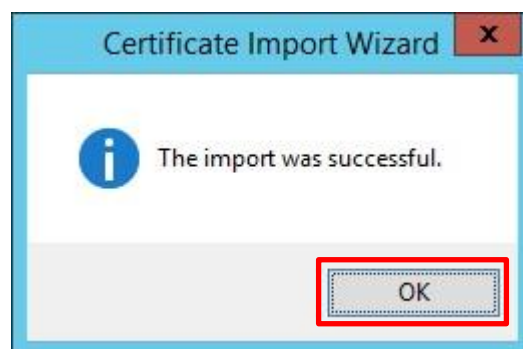 Certificate Import Wizard
x
The import was successful.
OK